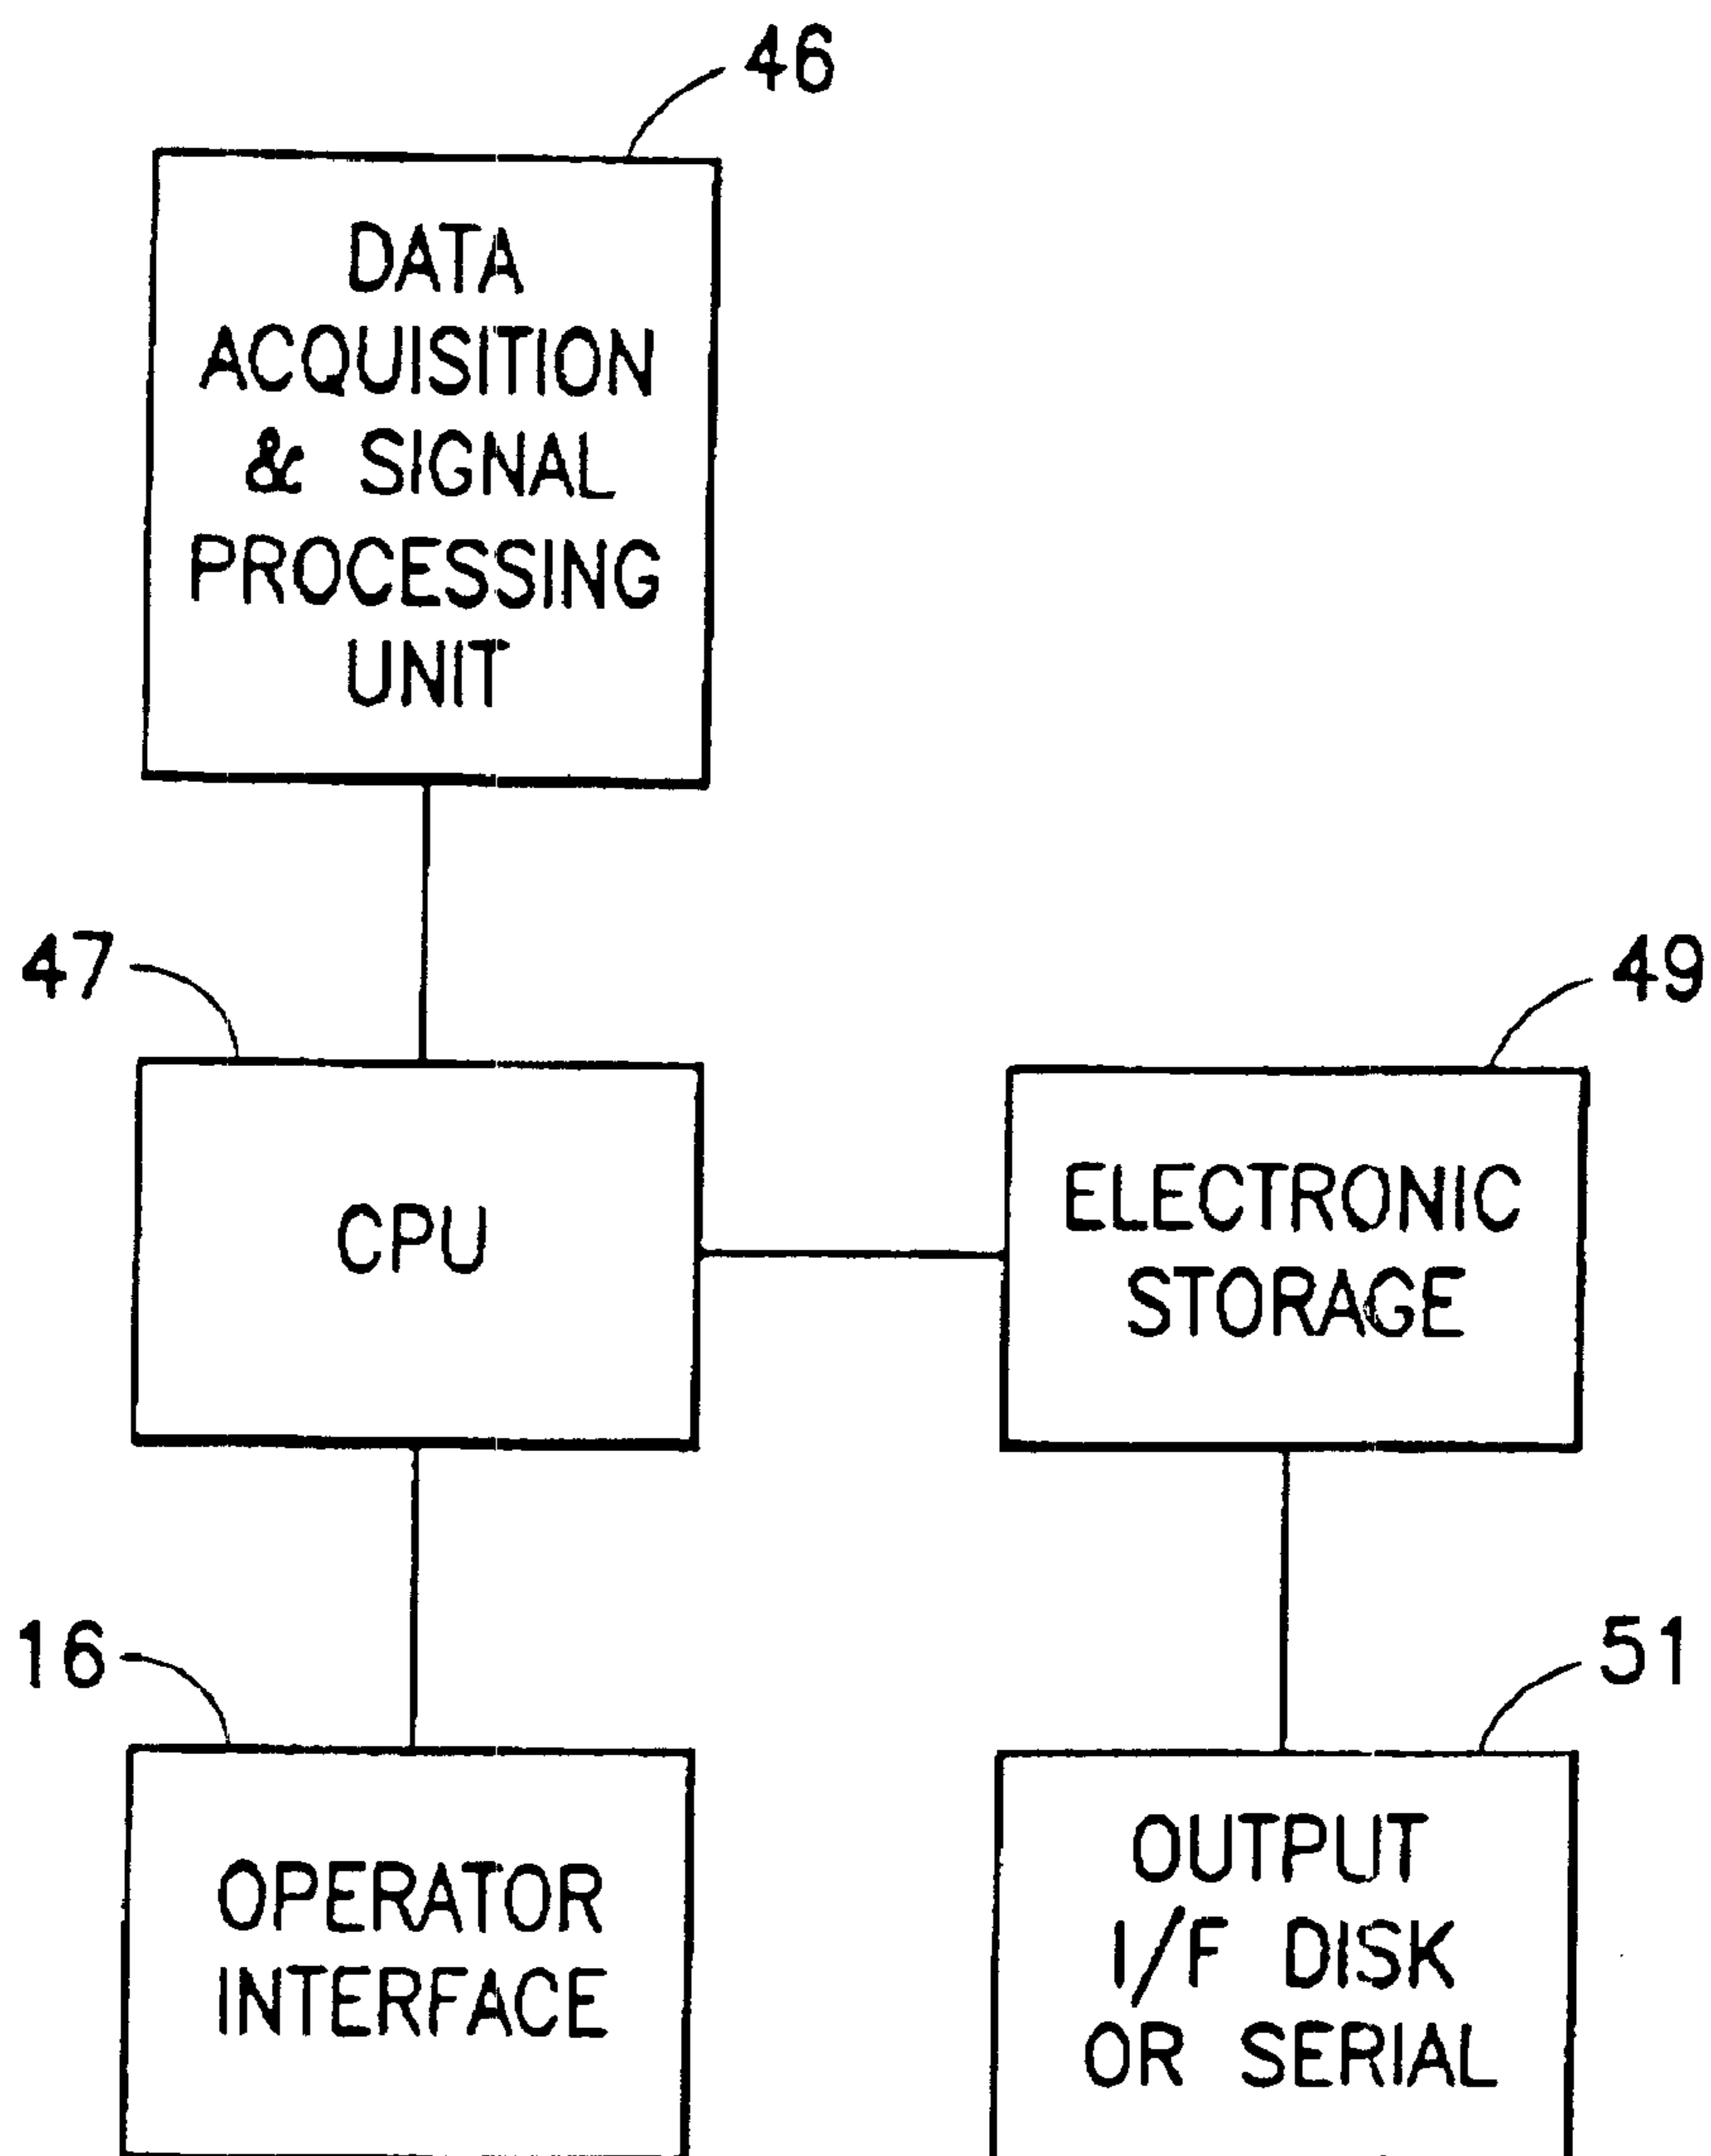 46
DATA
ACQUISITION
& SIGNAL
PROCESSING
UNIT
47
CPU
49
ELECTRONIC
STORAGE
16
OPERATOR
INTERFACE
51
OUTPUT
I/F DISK
OR SERIAL